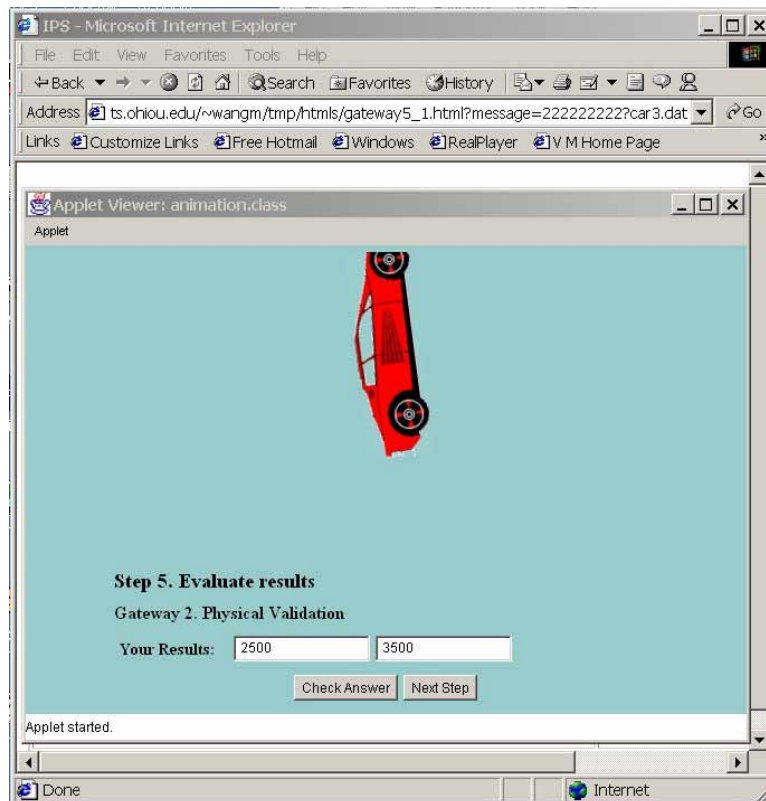 IPS - Microsoft Internet Explorer
File Edit View Favorites Tools Help
Back Search Favorites History
Address ts.ohiou.edu/~wangm/tmp/htmls/gateway5_1.html?message=222222222?car3.dat Go
Links Customize Links Free Hotmail Windows RealPlayer V M Home Page »
Applet Viewer: animation.class
Applet
Step 5. Evaluate results
Gateway 2. Physical Validation
Your Results: 2500 3500
Check Answer Next Step
Applet started.
Done Internet